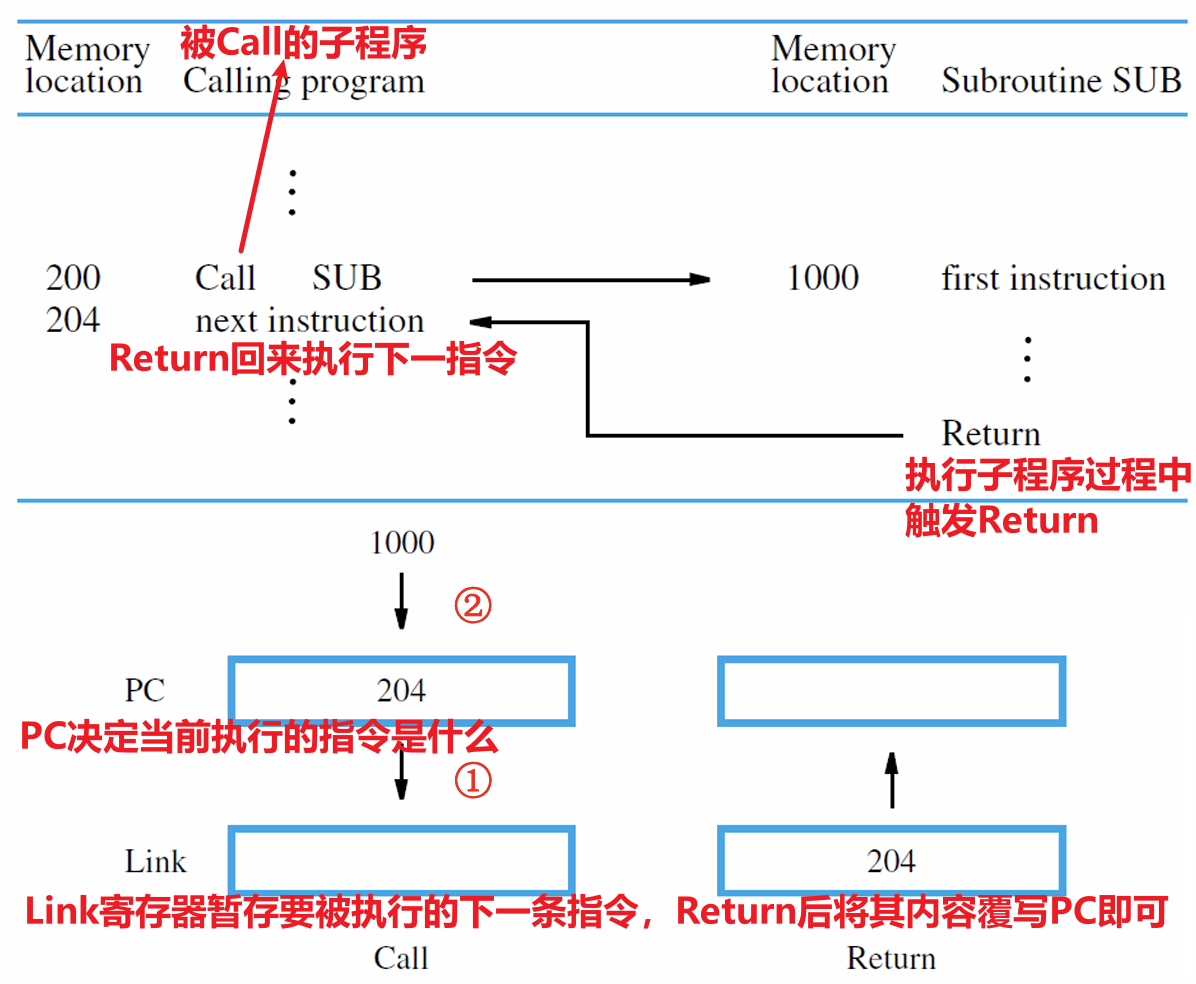 Memory location
被Call的子程序
Calling program
Memory location
Subroutine SUB
200 Call SUB 1000 first instruction
204 next instruction
Return回来执行下一指令
Return
执行子程序过程中
触发Return
1000
②
PC 204
PC决定当前执行的指令是什么
①
Link 204
Link寄存器暂存要被执行的下一条指令，Return后将其内容覆写PC即可
Call Return